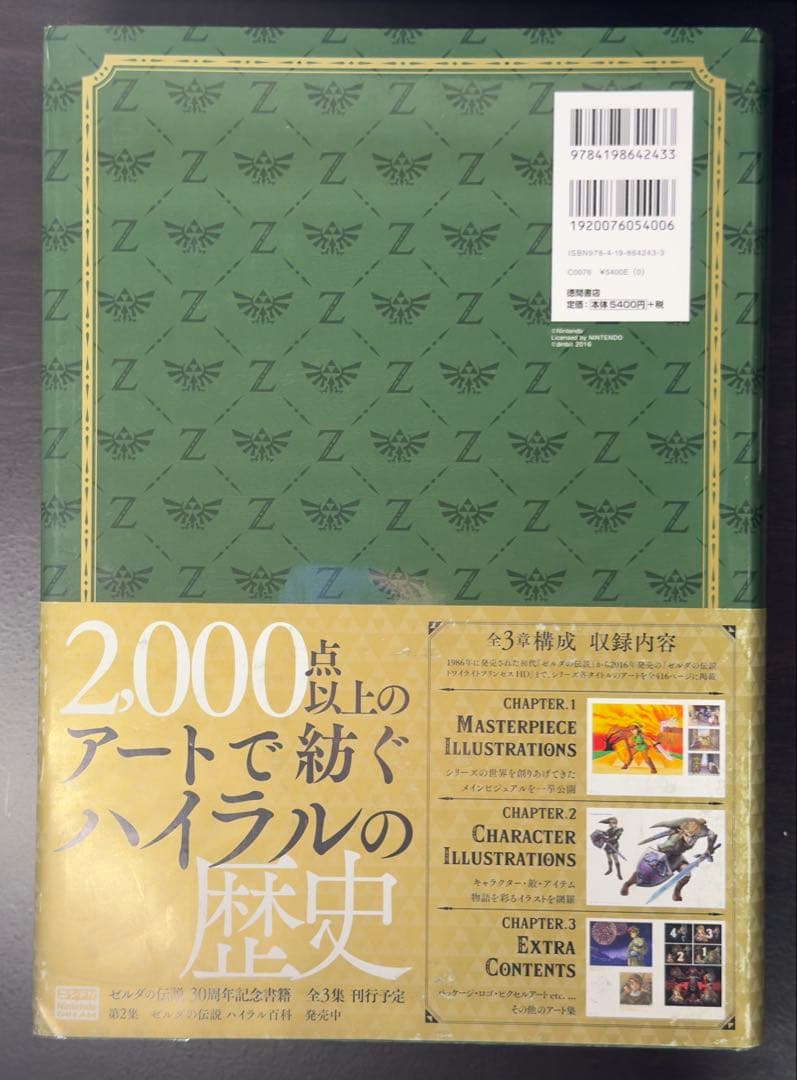 9784198642433
1920076054006
ISBN978-4-19-864243-3
C0076 ¥5400E (0)
徳間書店
定価：本体5400円+税
©Nintendo
Licensed by NINTENDO
©dmbit 2016
2,000点
以上の
アートで紡ぐ
ハイラルの
歴史
ゼルダの伝説 30周年記念書籍 全3集 刊行予定
第2集 ゼルダの伝説 ハイラル百科 発売中
全3章構成 収録内容
1986年に発売された初代『ゼルダの伝説』から2016年発売の『ゼルダの伝説
トワイライトプリンセスHD』まで、シリーズ各タイトルのアートを全416ページに掲載
CHAPTER.1
MASTERPIECE
ILLUSTRATIONS
シリーズの世界を創りあげてきた
メインビジュアルを一挙公開
CHAPTER.2
CHARACTER
ILLUSTRATIONS
キャラクター・敵・アイテム
物語を彩るイラストを網羅
CHAPTER.3
EXTRA
CONTENTS
パッケージ・ロゴ・ピクセルアート etc. ...
その他のアート集